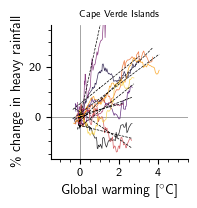 Cape Verde Islands
% change in heavy rainfall
20
0
0 2 4
Global warming [°C]